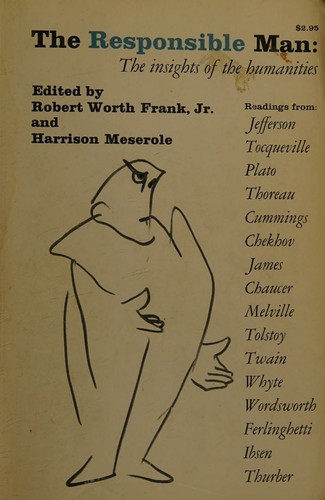 $2.95
The Responsible Man:
The insights of the humanities
Edited by
Robert Worth Frank, Jr.
and
Harrison Meserole
Readings from:
Jefferson
Tocqueville
Plato
Thoreau
Cummings
Chekhov
James
Chaucer
Melville
Tolstoy
Twain
Whyte
Wordsworth
Ferlinghetti
Ibsen
Thurber